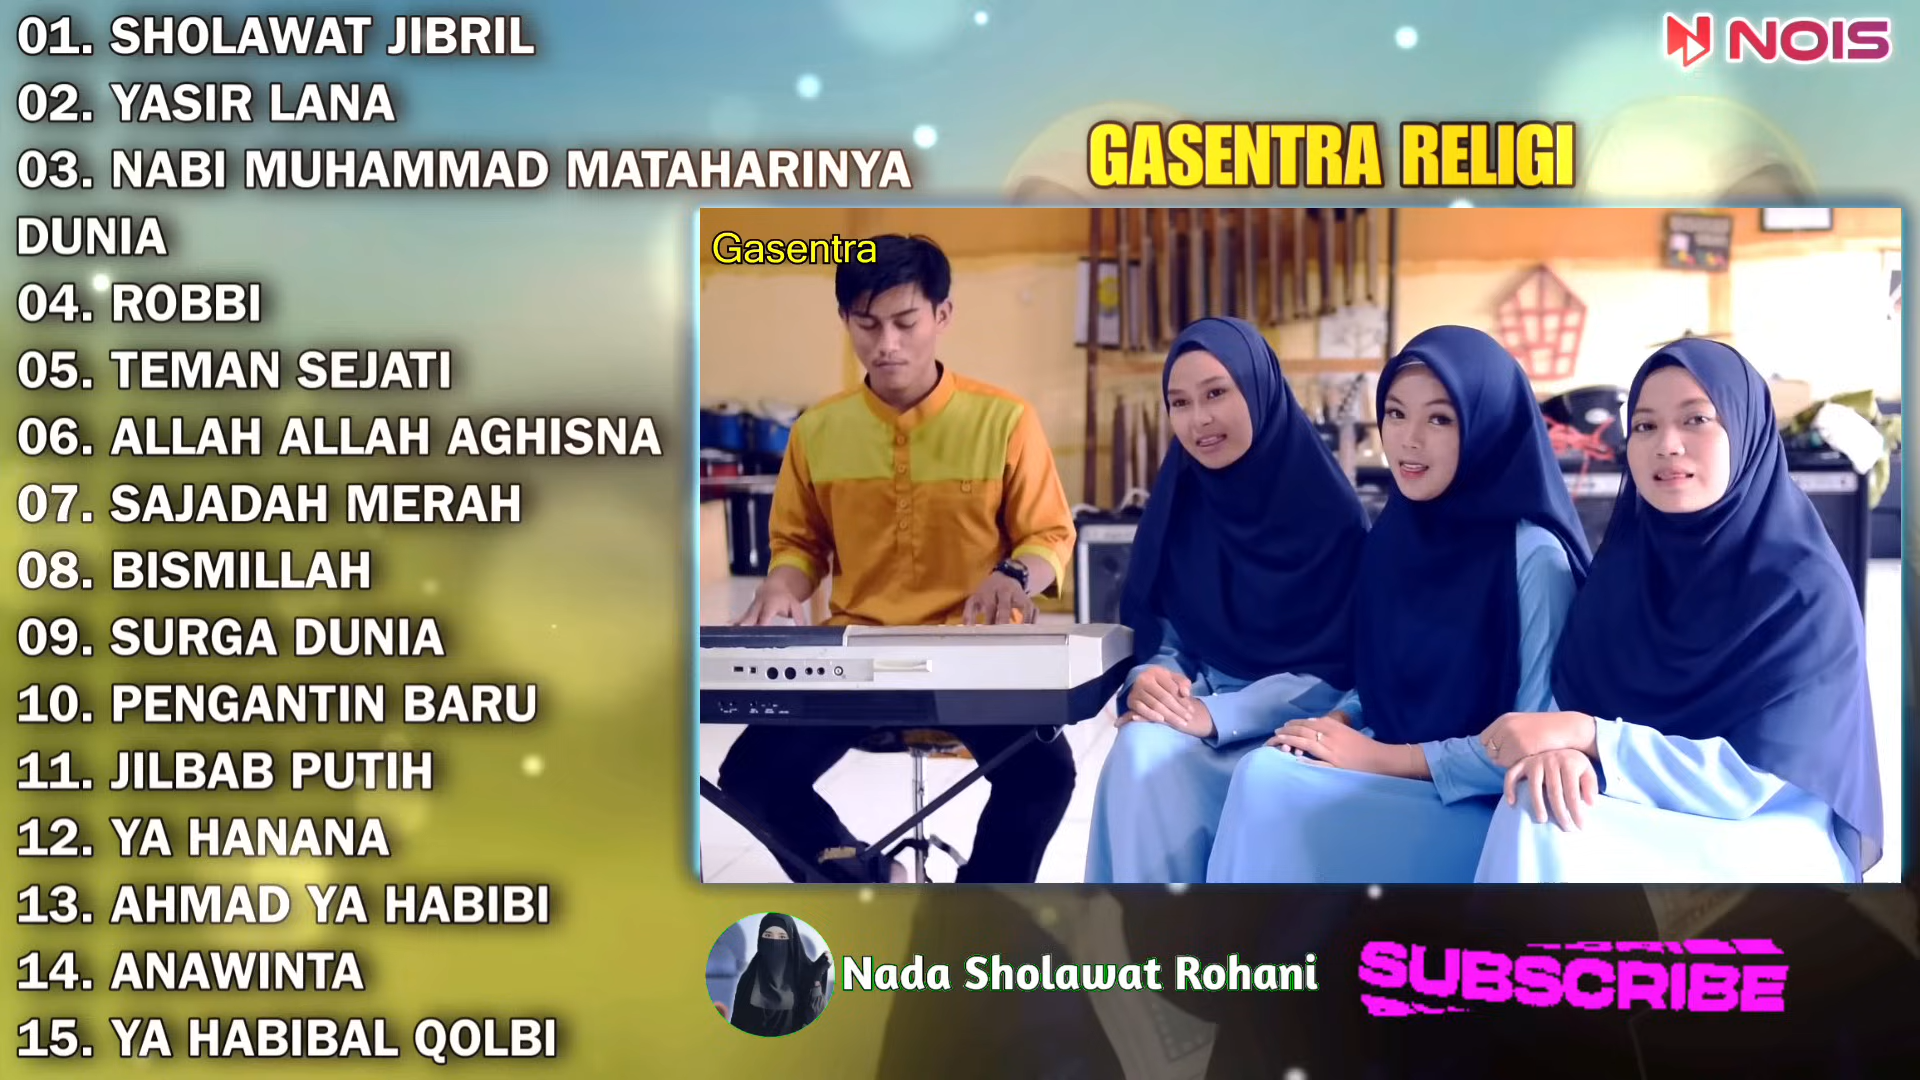 01. SHOLAWAT JIBRIL
02. YASIR LANA
03. NABI MUHAMMAD MATAHARINYA
DUNIA
04. ROBBI
05. TEMAN SEJATI
06. ALLAH ALLAH AGHISNA
07. SAJADAH MERAH
08. BISMILLAH
09. SURGA DUNIA
10. PENGANTIN BARU
11. JILBAB PUTIH
12. YA HANANA
13. AHMAD YA HABIBI
14. ANAWINTA
15. YA HABIBAL QOLBI
NOIS
GASENTRA RELIGI
Gasentra
Nada Sholawat Rohani
SUBSCRIBE